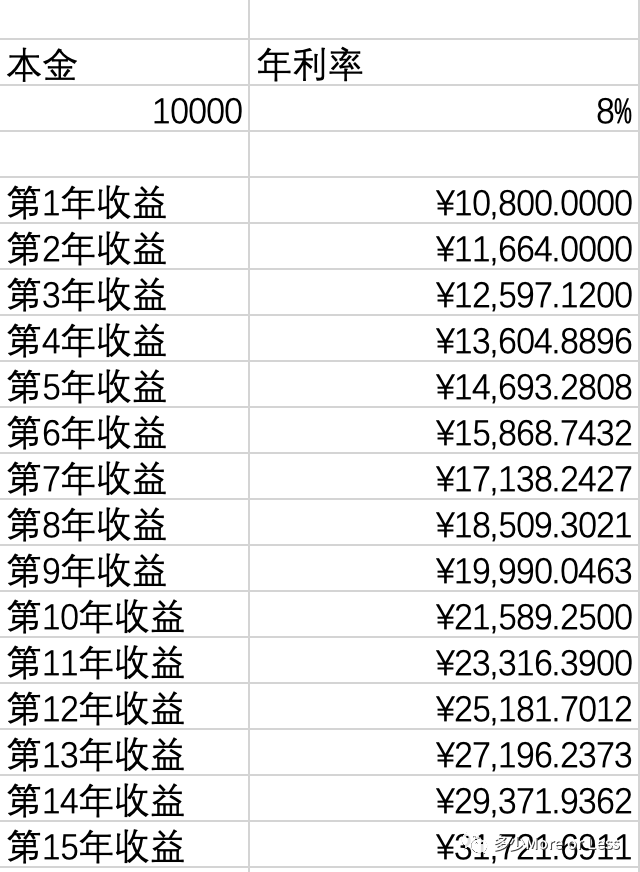 本金 年利率
10000 8%
第1年收益 ¥10,800.0000
第2年收益 ¥11,664.0000
第3年收益 ¥12,597.1200
第4年收益 ¥13,604.8896
第5年收益 ¥14,693.2808
第6年收益 ¥15,868.7432
第7年收益 ¥17,138.2427
第8年收益 ¥18,509.3021
第9年收益 ¥19,990.0463
第10年收益 ¥21,589.2500
第11年收益 ¥23,316.3900
第12年收益 ¥25,181.7012
第13年收益 ¥27,196.2373
第14年收益 ¥29,371.9362
第15年收益 ¥31,721.6911
多少More or Less